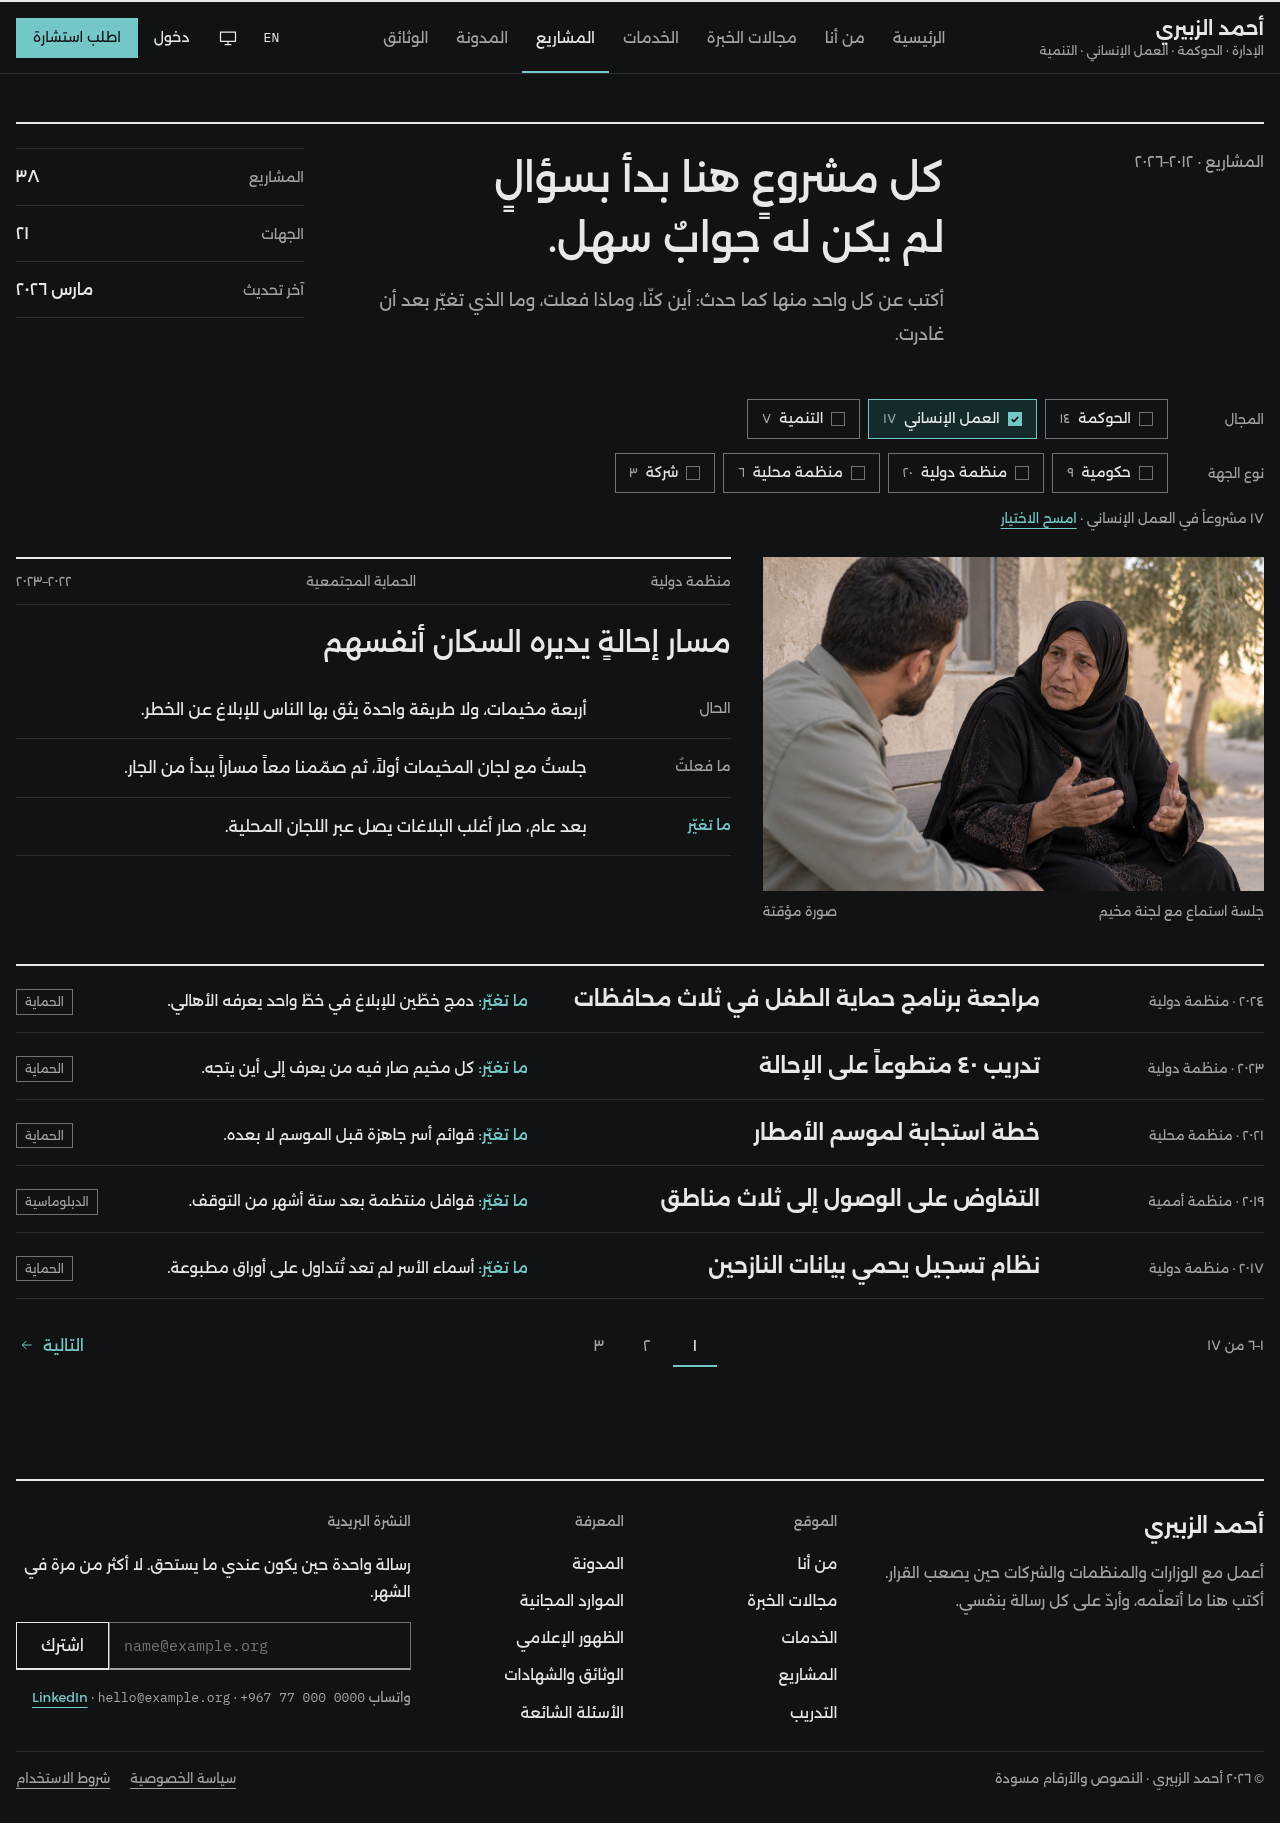 أحمد الزبيري
الإدارة · الحوكمة · العمل الإنساني · التنمية
الرئيسية
من أنا
مجالات الخبرة
الخدمات
المشاريع
المدونة
الوثائق
EN
دخول
اطلب استشارة
المشاريع · ٢٠١٢–٢٠٢٦
كل مشروعٍ هنا بدأ بسؤالٍ
لم يكن له جوابٌ سهل.
أكتب عن كل واحد منها كما حدث: أين كنّا، وماذا فعلت، وما الذي تغيّر بعد أن
غادرت.
المشاريع ٣٨
الجهات ٢١
آخر تحديث مارس ٢٠٢٦
المجال
الحوكمة ١٤
العمل الإنساني ١٧
التنمية ٧
نوع الجهة
حكومية ٩
منظمة دولية ٢٠
منظمة محلية ٦
شركة ٣
١٧ مشروعاً في العمل الإنساني · امسح الاختيار
جلسة استماع مع لجنة مخيم
صورة مؤقتة
منظمة دولية
الحماية المجتمعية
٢٠٢٢–٢٠٢٣
مسار إحالةٍ يديره السكان أنفسهم
الحال
أربعة مخيمات، ولا طريقة واحدة يثق بها الناس للإبلاغ عن الخطر.
ما فعلتُ
جلستُ مع لجان المخيمات أولاً، ثم صمّمنا معاً مساراً يبدأ من الجار.
ما تغيّر
بعد عام، صار أغلب البلاغات يصل عبر اللجان المحلية.
٢٠٢٤ · منظمة دولية
مراجعة برنامج حماية الطفل في ثلاث محافظات
ما تغيّر: دمج خطّين للإبلاغ في خطّ واحد يعرفه الأهالي.
الحماية
٢٠٢٣ · منظمة دولية
تدريب ٤٠ متطوعاً على الإحالة
ما تغيّر: كل مخيم صار فيه من يعرف إلى أين يتجه.
الحماية
٢٠٢١ · منظمة محلية
خطة استجابة لموسم الأمطار
ما تغيّر: قوائم أسر جاهزة قبل الموسم لا بعده.
الحماية
٢٠١٩ · منظمة أممية
التفاوض على الوصول إلى ثلاث مناطق
ما تغيّر: قوافل منتظمة بعد ستة أشهر من التوقف.
الدبلوماسية
٢٠١٧ · منظمة دولية
نظام تسجيل يحمي بيانات النازحين
ما تغيّر: أسماء الأسر لم تعد تُتداول على أوراق مطبوعة.
الحماية
١–٦ من ١٧
١
٢
٣
التالية ←
أحمد الزبيري
أعمل مع الوزارات والمنظمات والشركات حين يصعب القرار.
أكتب هنا ما أتعلّمه، وأردّ على كل رسالة بنفسي.
الموقع
من أنا
مجالات الخبرة
الخدمات
المشاريع
التدريب
المعرفة
المدونة
الموارد المجانية
الظهور الإعلامي
الوثائق والشهادات
الأسئلة الشائعة
النشرة البريدية
رسالة واحدة حين يكون عندي ما يستحق. لا أكثر من مرة في
الشهر.
name@example.org
اشترك
واتساب +967 77 000 0000 · hello@example.org · LinkedIn
© ٢٠٢٦ أحمد الزبيري · النصوص والأرقام مسودة
سياسة الخصوصية
شروط الاستخدام